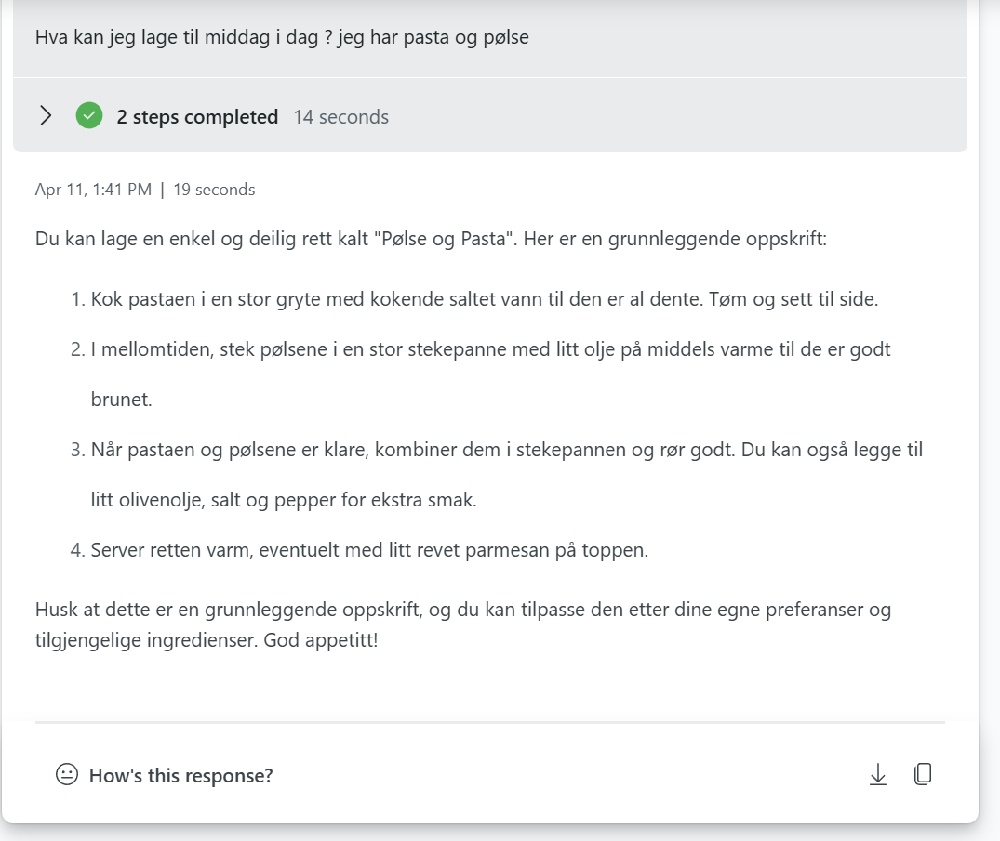 Hva kan jeg lage til middag i dag ? jeg har pasta og pølse
2 steps completed 14 seconds
Apr 11, 1:41 PM | 19 seconds
Du kan lage en enkel og deilig rett kalt "Pølse og Pasta". Her er en grunnleggende oppskrift:
1. Kok pastaen i en stor gryte med kokende saltet vann til den er al dente. Tøm og sett til side.
2. I mellomtiden, stek pølsene i en stor stekepanne med litt olje på middels varme til de er godt
brunet.
3. Når pastaen og pølsene er klare, kombiner dem i stekepannen og rør godt. Du kan også legge til
litt olivenolje, salt og pepper for ekstra smak.
4. Server retten varm, eventuelt med litt revet parmesan på toppen.
Husk at dette er en grunnleggende oppskrift, og du kan tilpasse den etter dine egne preferanser og
tilgjengelige ingredienser. God appetitt!
How's this response?